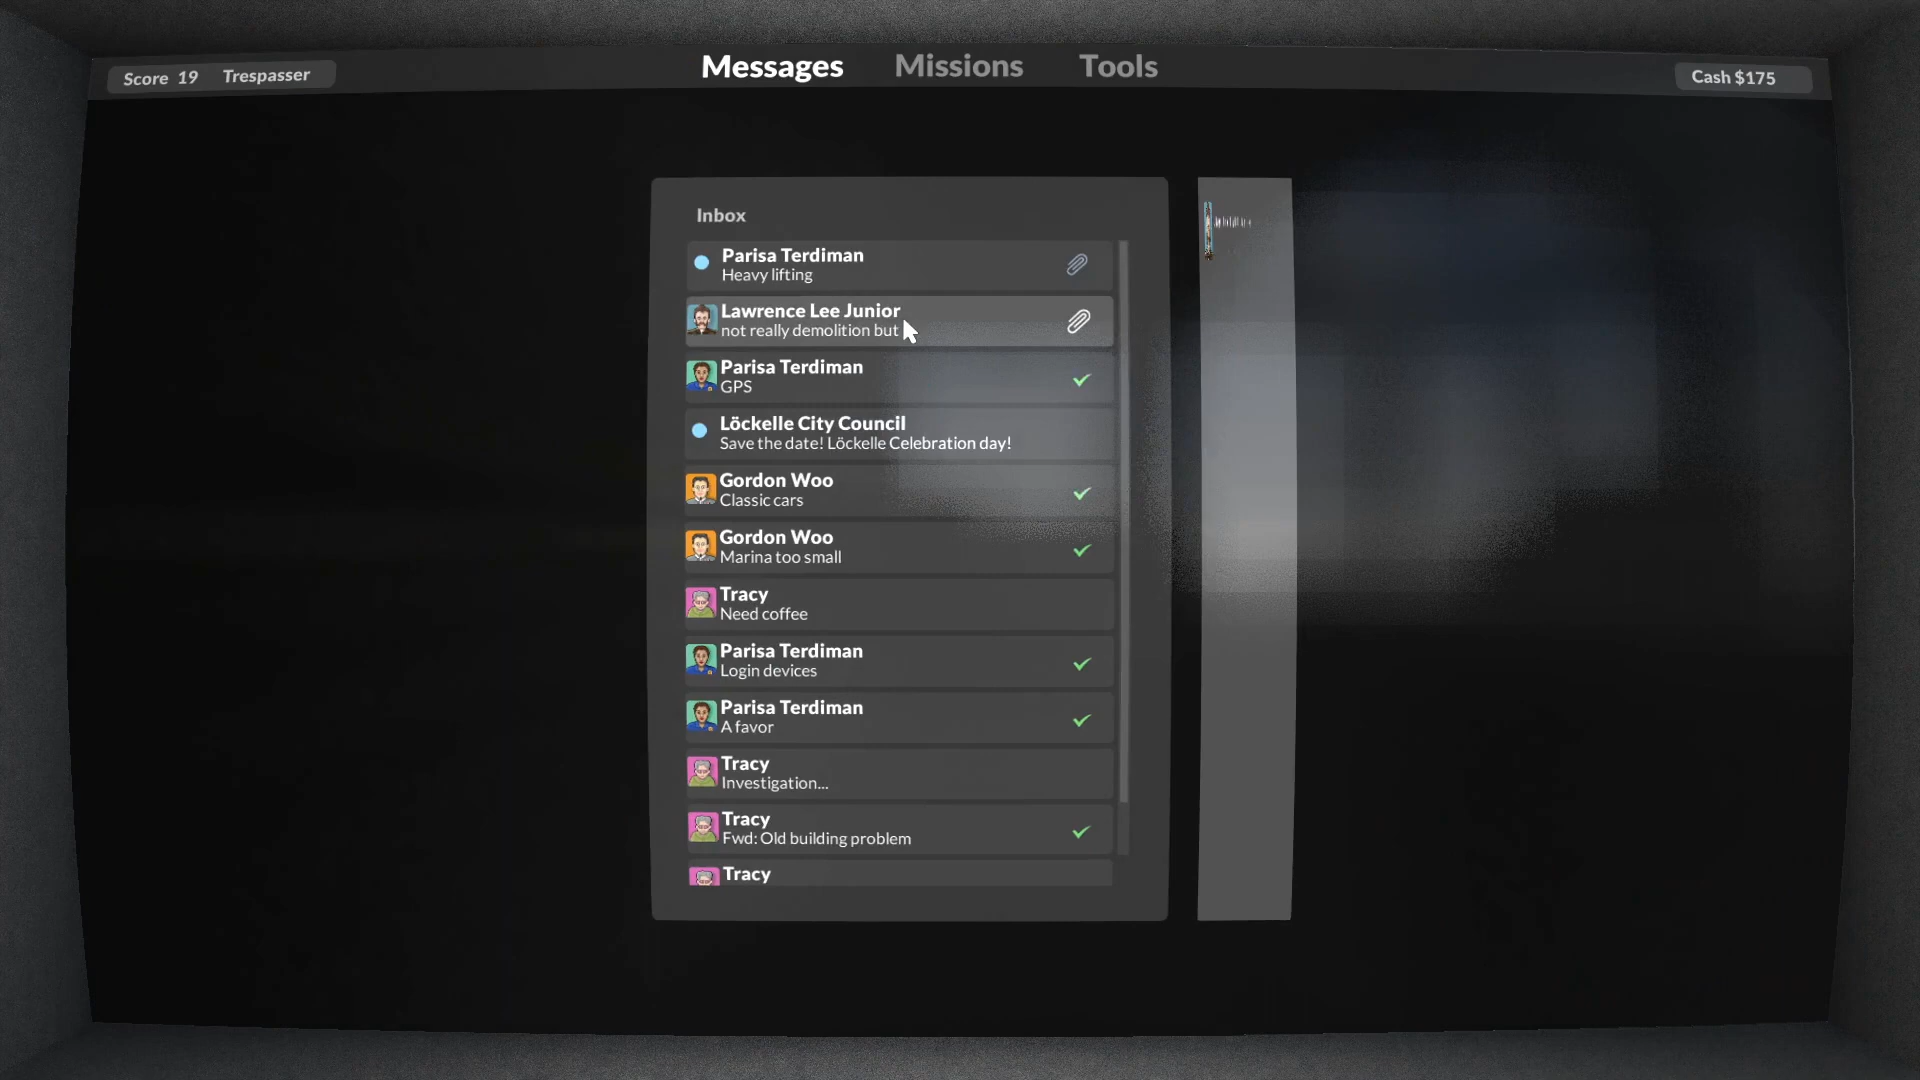 Score 19 Trespasser
Messages Missions Tools
Cash $175
Inbox
Parisa Terdiman
Heavy lifting
Lawrence Lee Junior
not really demolition but
Parisa Terdiman
GPS
Löckelle City Council
Save the date! Löckelle Celebration day!
Gordon Woo
Classic cars
Gordon Woo
Marina too small
Tracy
Need coffee
Parisa Terdiman
Login devices
Parisa Terdiman
A favor
Tracy
Investigation...
Tracy
Fwd: Old building problem
Tracy